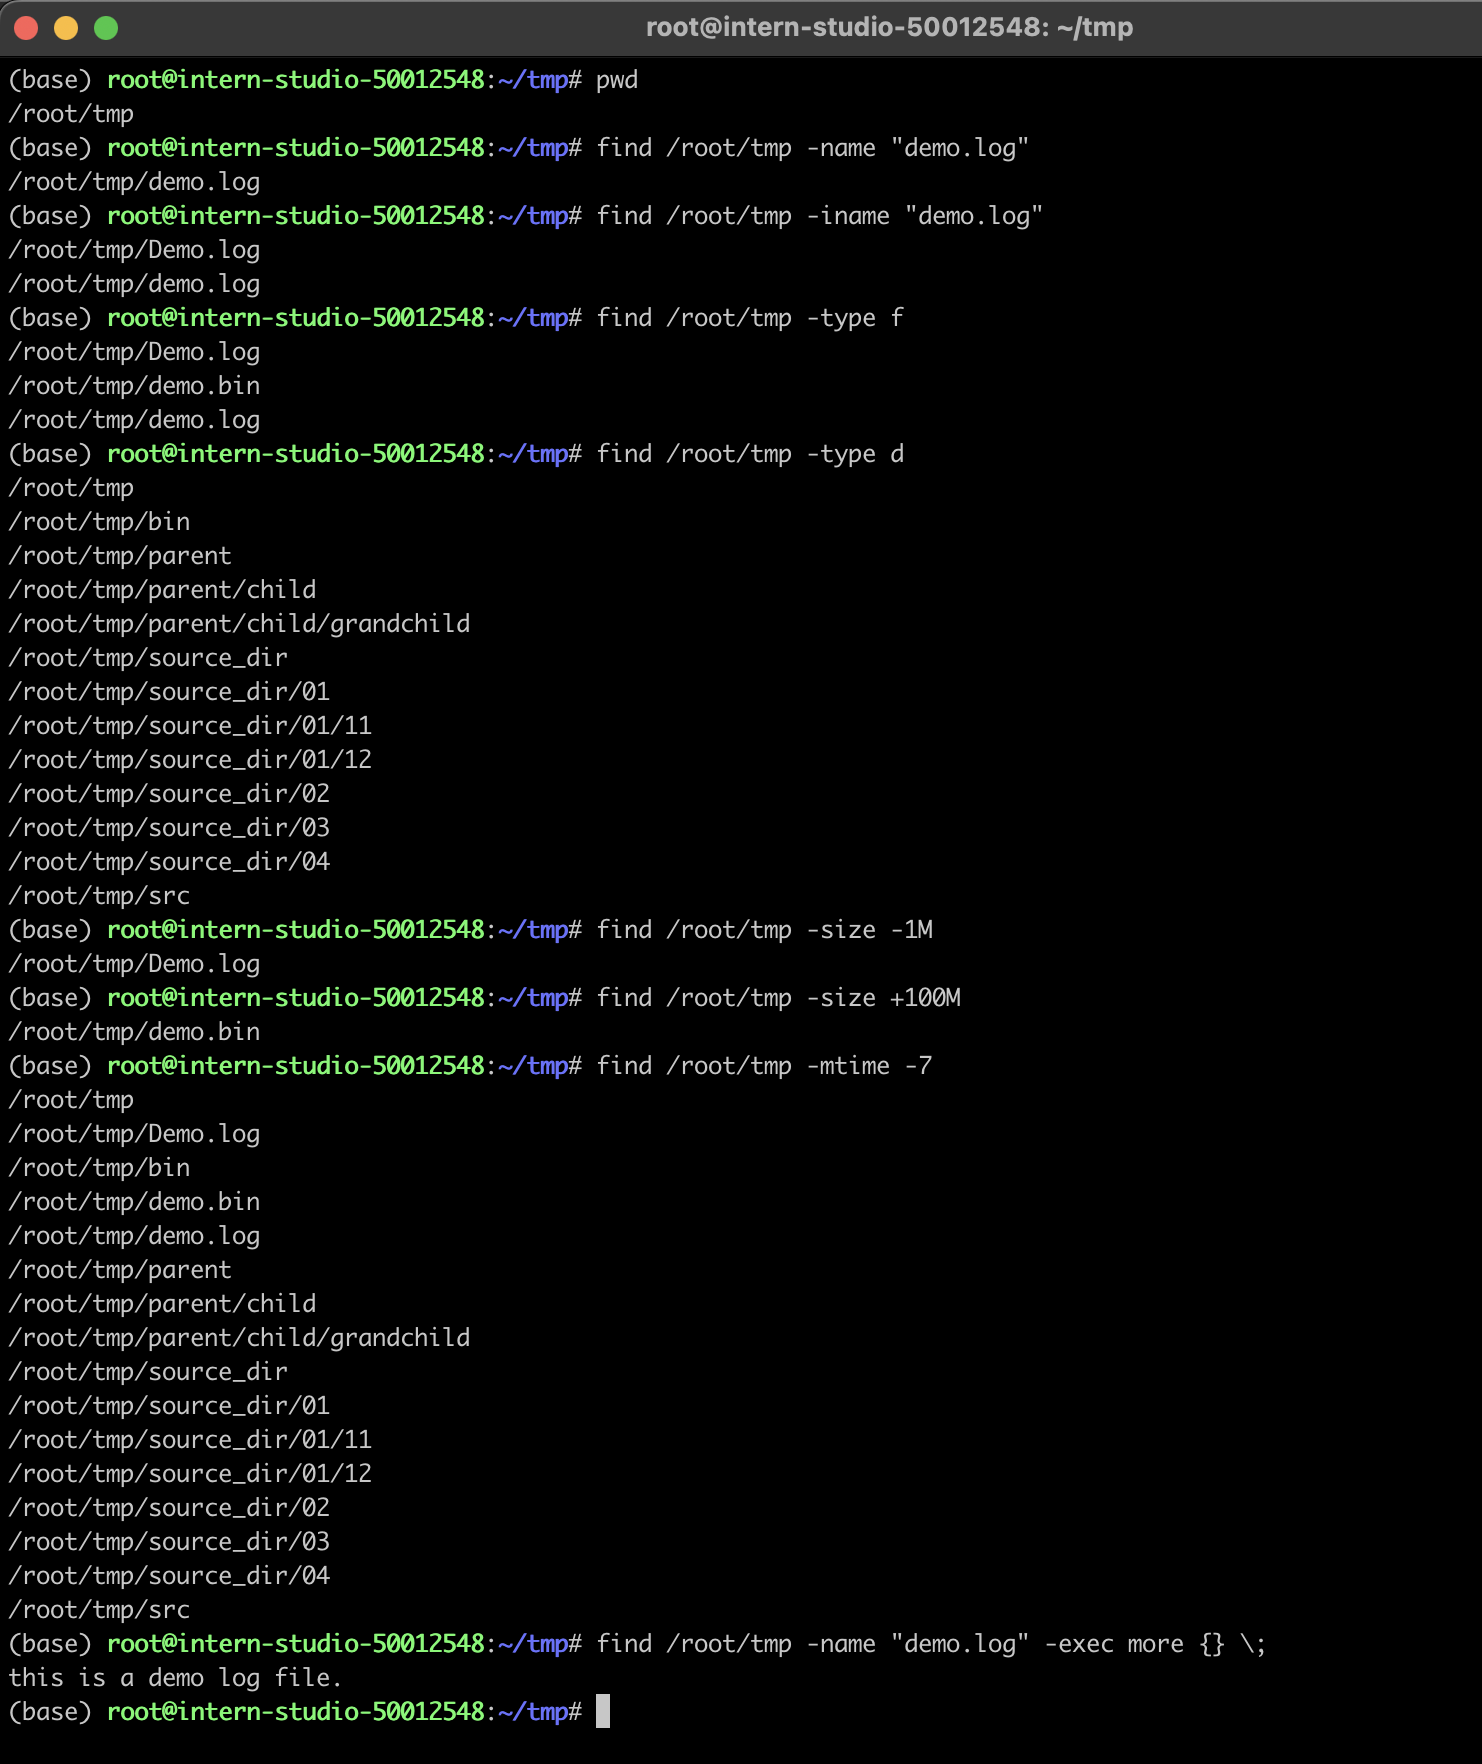 root@intern-studio-50012548: ~/tmp
(base) root@intern-studio-50012548:~/tmp# pwd
/root/tmp
(base) root@intern-studio-50012548:~/tmp# find /root/tmp -name "demo.log"
/root/tmp/demo.log
(base) root@intern-studio-50012548:~/tmp# find /root/tmp -iname "demo.log"
/root/tmp/Demo.log
/root/tmp/demo.log
(base) root@intern-studio-50012548:~/tmp# find /root/tmp -type f
/root/tmp/Demo.log
/root/tmp/demo.bin
/root/tmp/demo.log
(base) root@intern-studio-50012548:~/tmp# find /root/tmp -type d
/root/tmp
/root/tmp/bin
/root/tmp/parent
/root/tmp/parent/child
/root/tmp/parent/child/grandchild
/root/tmp/source_dir
/root/tmp/source_dir/01
/root/tmp/source_dir/01/11
/root/tmp/source_dir/01/12
/root/tmp/source_dir/02
/root/tmp/source_dir/03
/root/tmp/source_dir/04
/root/tmp/src
(base) root@intern-studio-50012548:~/tmp# find /root/tmp -size -1M
/root/tmp/Demo.log
(base) root@intern-studio-50012548:~/tmp# find /root/tmp -size +100M
/root/tmp/demo.bin
(base) root@intern-studio-50012548:~/tmp# find /root/tmp -mtime -7
/root/tmp
/root/tmp/Demo.log
/root/tmp/bin
/root/tmp/demo.bin
/root/tmp/demo.log
/root/tmp/parent
/root/tmp/parent/child
/root/tmp/parent/child/grandchild
/root/tmp/source_dir
/root/tmp/source_dir/01
/root/tmp/source_dir/01/11
/root/tmp/source_dir/01/12
/root/tmp/source_dir/02
/root/tmp/source_dir/03
/root/tmp/source_dir/04
/root/tmp/src
(base) root@intern-studio-50012548:~/tmp# find /root/tmp -name "demo.log" -exec more {} \;
this is a demo log file.
(base) root@intern-studio-50012548:~/tmp#